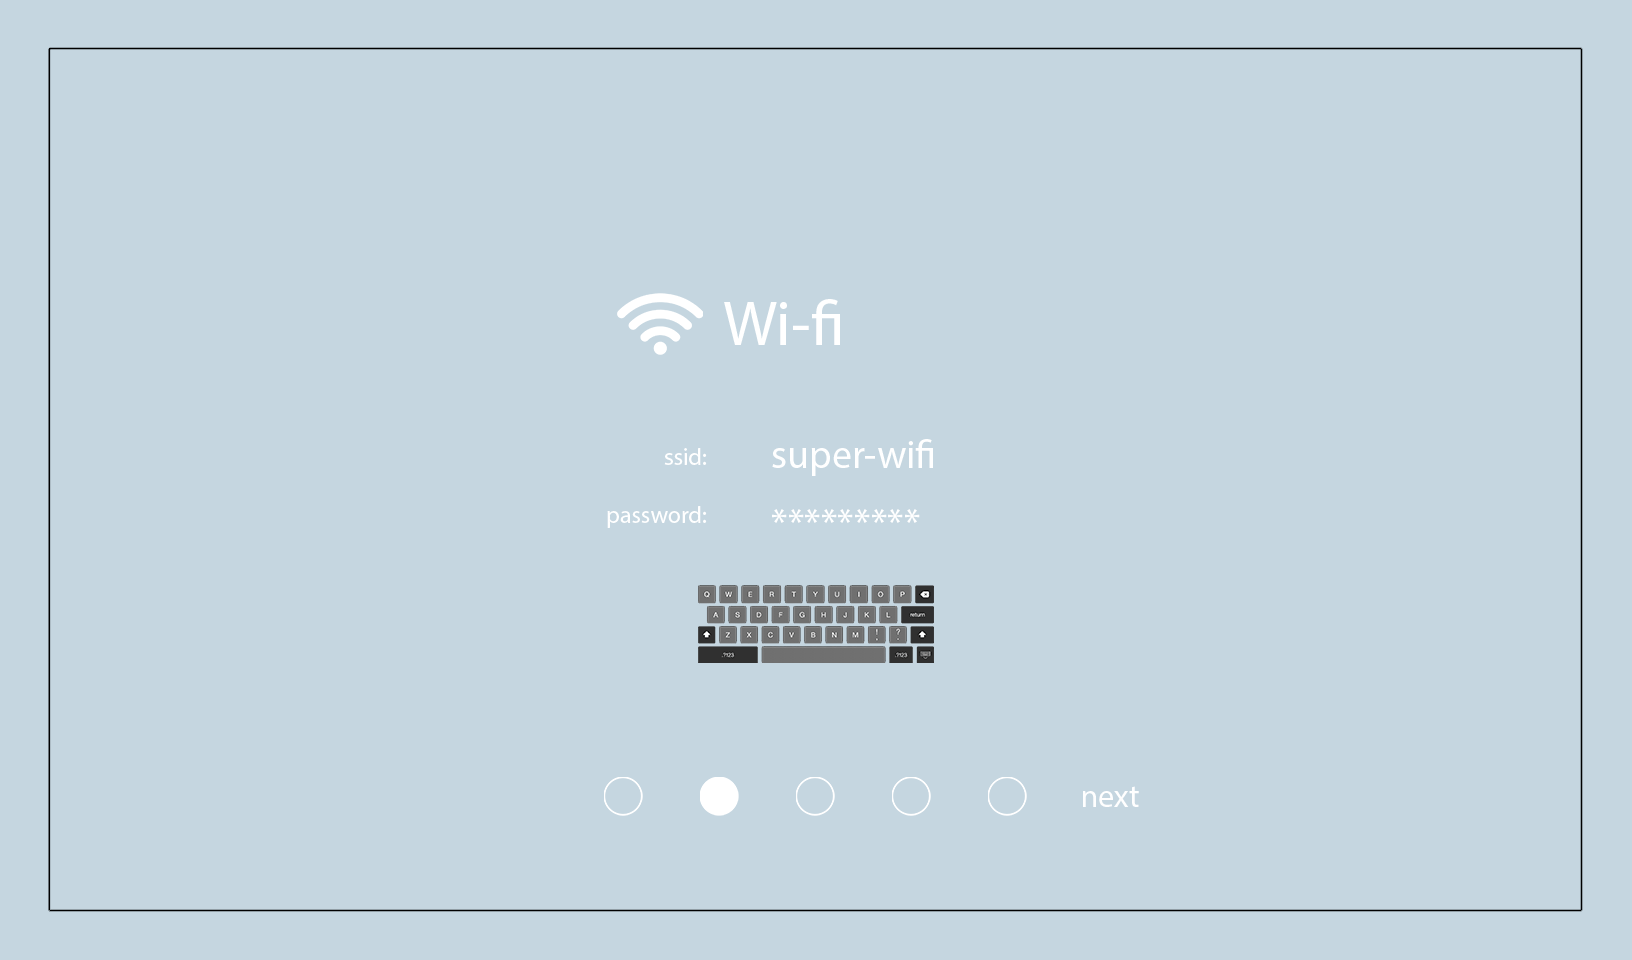 Wi-fi
ssid: super-wifi
password: *********
Q W E R T Y U I O P
A S D F G H J K L return
Z X C V B N M ! , ? .
.?123 .?123
next